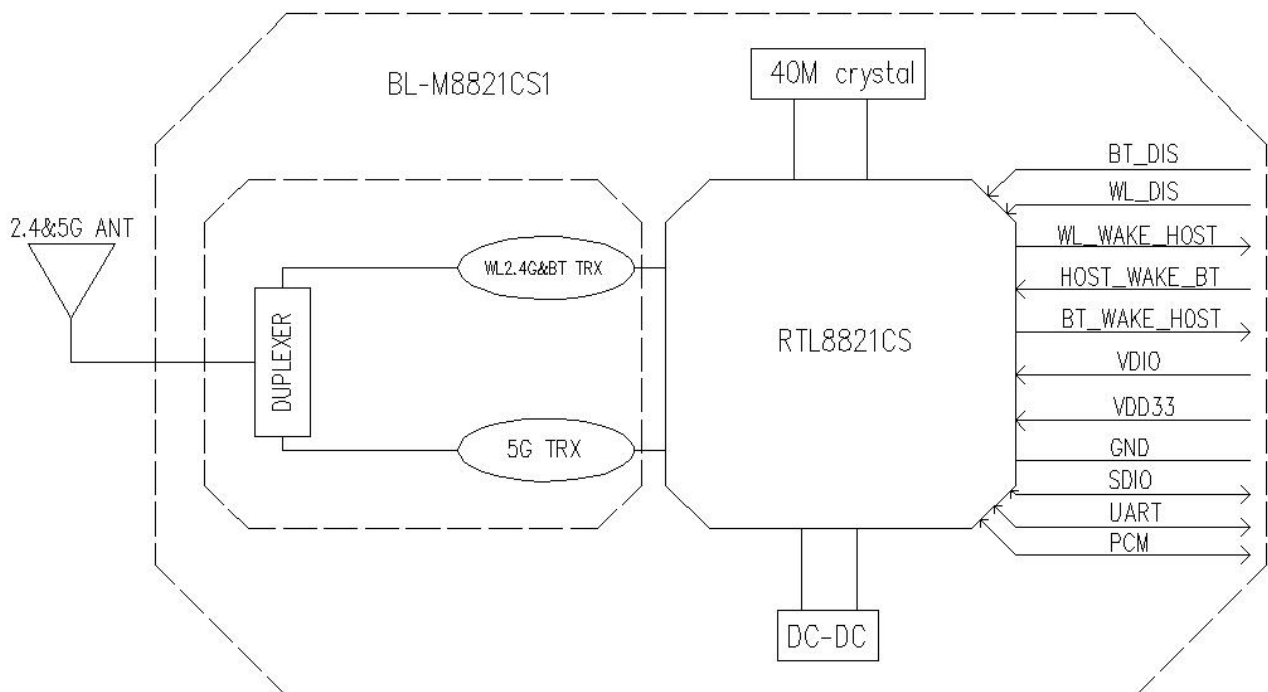 BL-M8821CS1
40M crystal
2.4&5G ANT
DUPLEXER
WL2.4G&BT TRX
5G TRX
RTL8821CS
DC-DC
BT_DIS
WL_DIS
WL_WAKE_HOST
HOST_WAKE_BT
BT_WAKE_HOST
VDIO
VDD33
GND
SDIO
UART
PCM